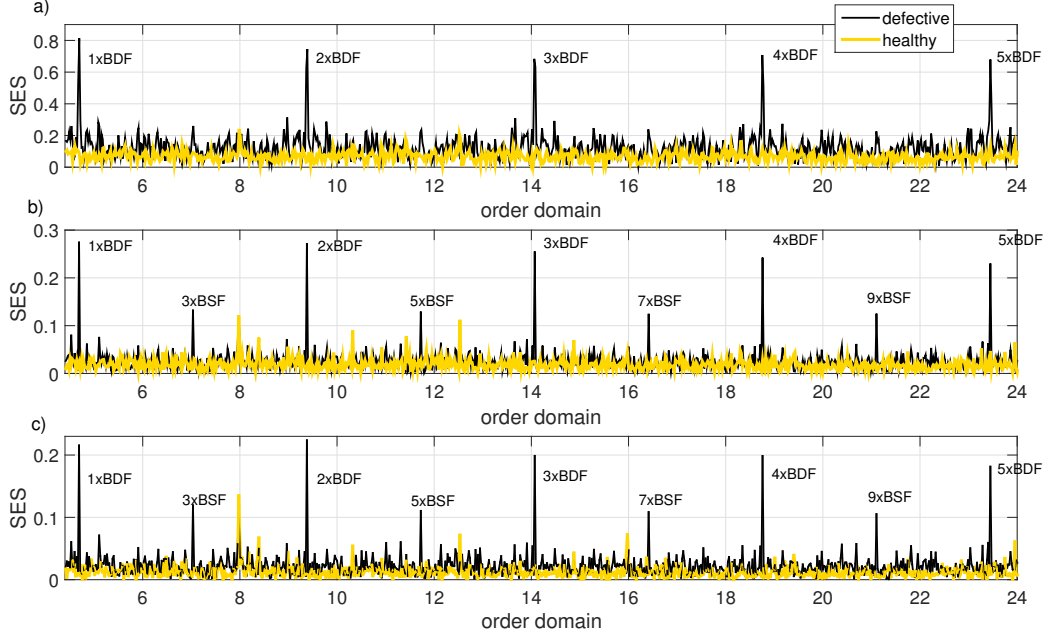 a)
defective
healthy
0.8
0.6
0.4
0.2
0
SES
1xBDF
2xBDF
3xBDF
4xBDF
5xBDF
6 8 10 12 14 16 18 20 22 24
order domain
b)
0.3
0.2
0.1
0
SES
1xBDF
3xBSF
2xBDF
5xBSF
3xBDF
7xBSF
4xBDF
9xBSF
5xBDF
6 8 10 12 14 16 18 20 22 24
order domain
c)
0.2
0.1
0
SES
1xBDF
3xBSF
2xBDF
5xBSF
3xBDF
7xBSF
4xBDF
9xBSF
5xBDF
6 8 10 12 14 16 18 20 22 24
order domain